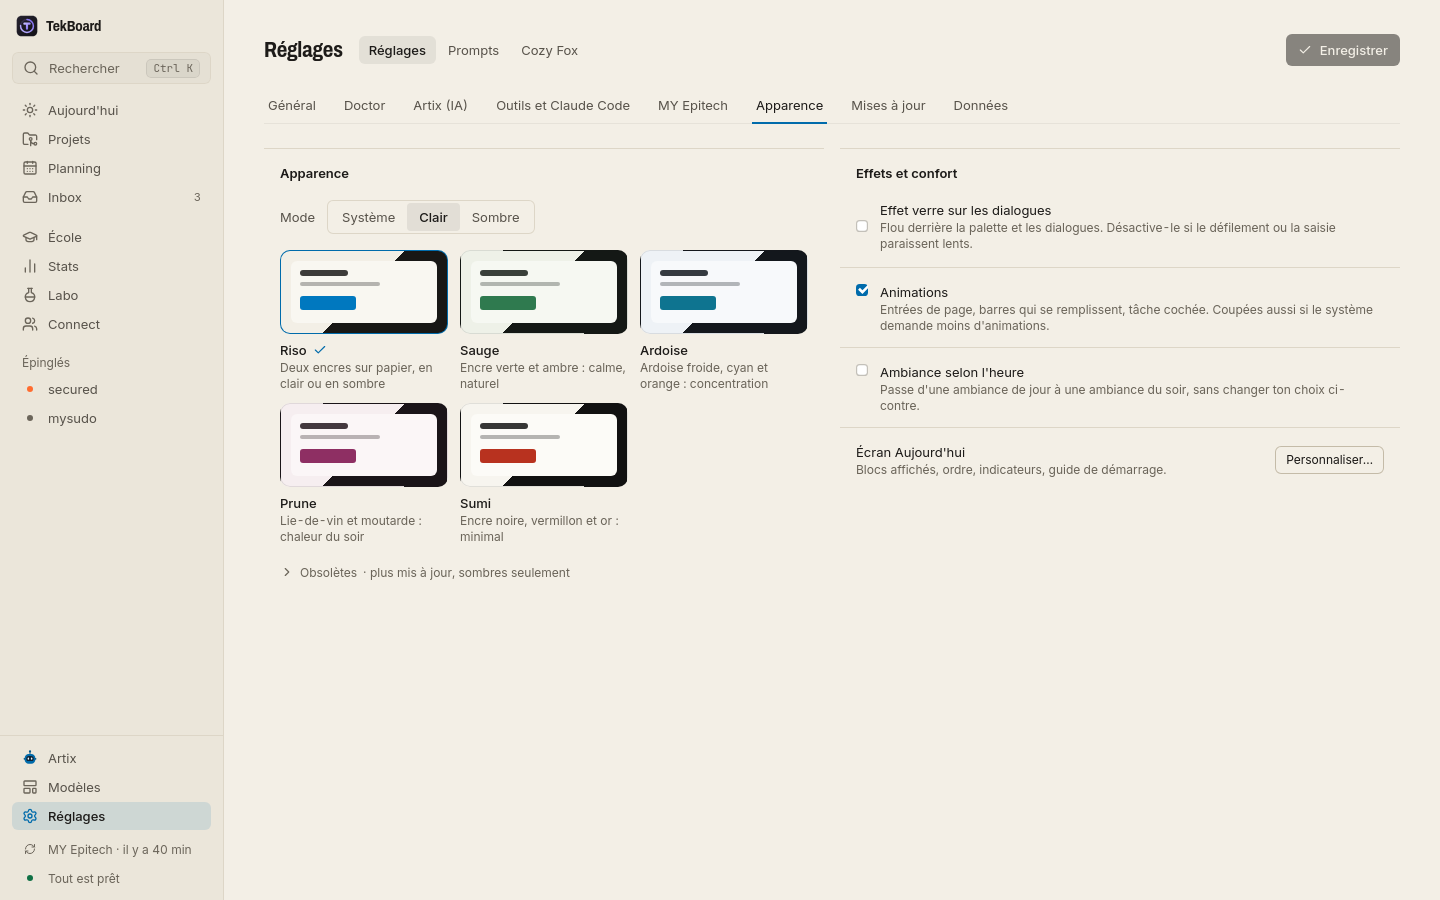 TekBoard
Rechercher
Ctrl K
Aujourd'hui
Projets
Planning
Inbox
3
École
Stats
Labo
Connect
Épinglés
secured
mysudo
Artix
Modèles
Réglages
MY Epitech · il y a 40 min
Tout est prêt
Réglages
Réglages
Prompts
Cozy Fox
Enregistrer
Général
Doctor
Artix (IA)
Outils et Claude Code
MY Epitech
Apparence
Mises à jour
Données
Apparence
Mode
Système
Clair
Sombre
Riso
Deux encres sur papier, en
clair ou en sombre
Sauge
Encre verte et ambre : calme,
naturel
Ardoise
Ardoise froide, cyan et
orange : concentration
Prune
Lie-de-vin et moutarde :
chaleur du soir
Sumi
Encre noire, vermillon et or :
minimal
Obsolètes · plus mis à jour, sombres seulement
Effets et confort
Effet verre sur les dialogues
Flou derrière la palette et les dialogues. Désactive-le si le défilement ou la saisie
paraissent lents.
Animations
Entrées de page, barres qui se remplissent, tâche cochée. Coupées aussi si le système
demande moins d'animations.
Ambiance selon l'heure
Passe d'une ambiance de jour à une ambiance du soir, sans changer ton choix ci-
contre.
Écran Aujourd'hui
Blocs affichés, ordre, indicateurs, guide de démarrage.
Personnaliser...